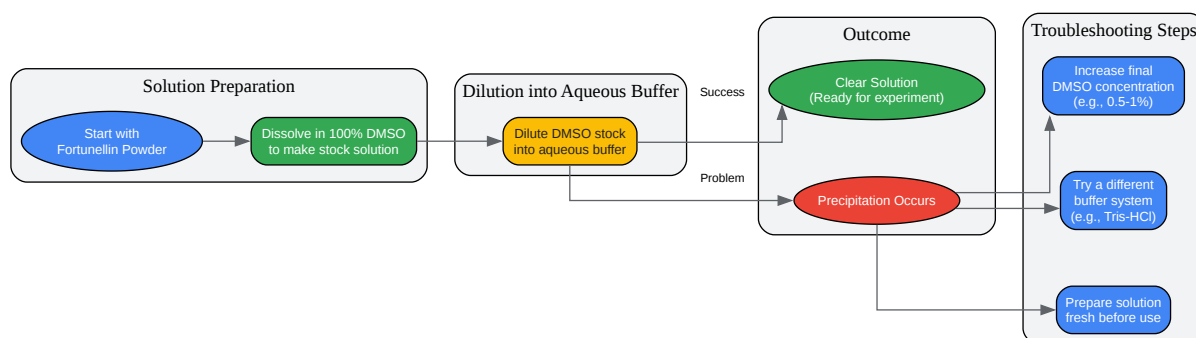 Solution Preparation
Start with
Fortunellin Powder
Dissolve in 100% DMSO
to make stock solution
Dilution into Aqueous Buffer
Dilute DMSO stock
into aqueous buffer
Success
Problem
Outcome
Clear Solution
(Ready for experiment)
Precipitation Occurs
Troubleshooting Steps
Increase final
DMSO concentration
(e.g., 0.5-1%)
Try a different
buffer system
(e.g., Tris-HCl)
Prepare solution
fresh before use